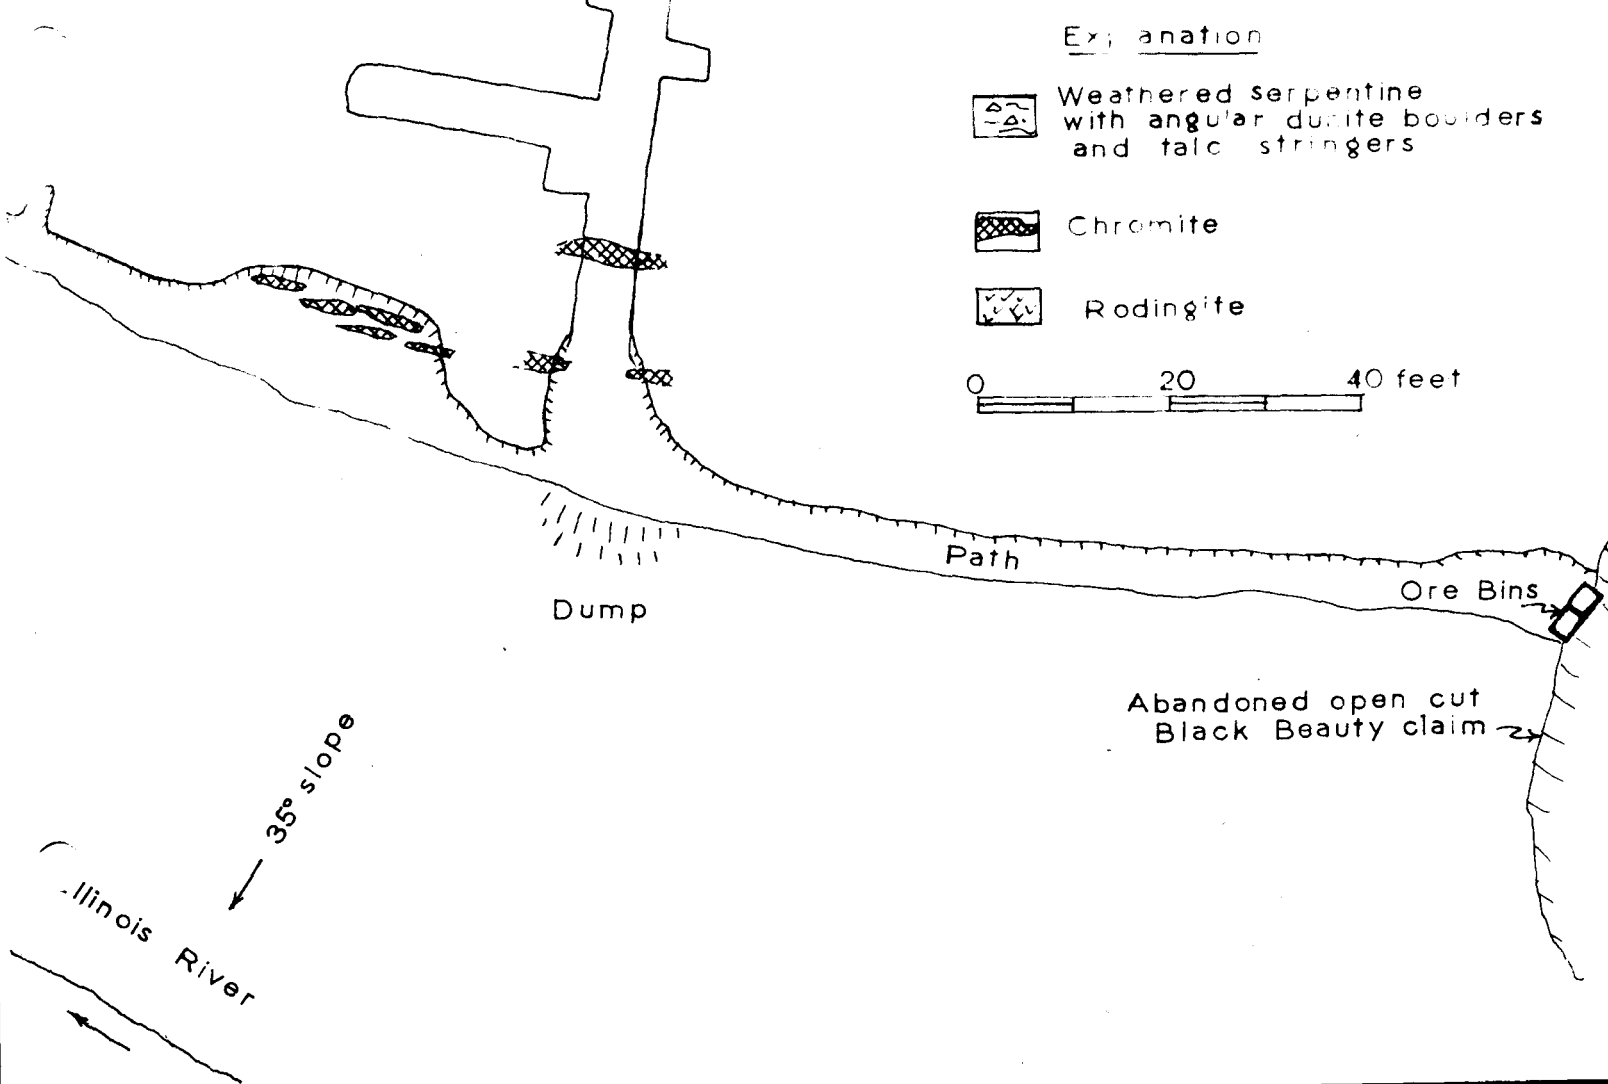 Explanation
Weathered serpentine
with angular dunite boulders
and talc stringers
Chromite
Rodingite
0 20 40 feet
Path
Ore Bins
Dump
Abandoned open cut
Black Beauty claim
35° slope
Illinois River